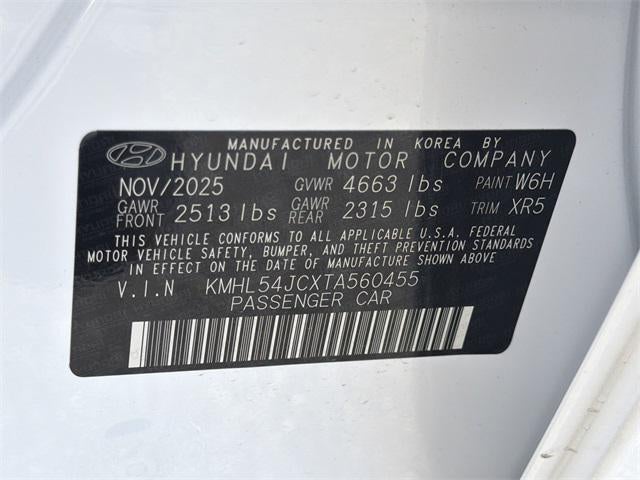 MANUFACTURED IN KOREA BY
HYUNDAI MOTOR COMPANY
NOV/2025 GVWR 4663 lbs PAINT W6H
GAWR FRONT 2513 lbs GAWR REAR 2315 lbs TRIM XR5
THIS VEHICLE CONFORMS TO ALL APPLICABLE U.S.A. FEDERAL
MOTOR VEHICLE SAFETY, BUMPER, AND THEFT PREVENTION STANDARDS
IN EFFECT ON THE DATE OF MANUFACTURE SHOWN ABOVE
V.I.N KMHL54JCXTA560455
PASSENGER CAR